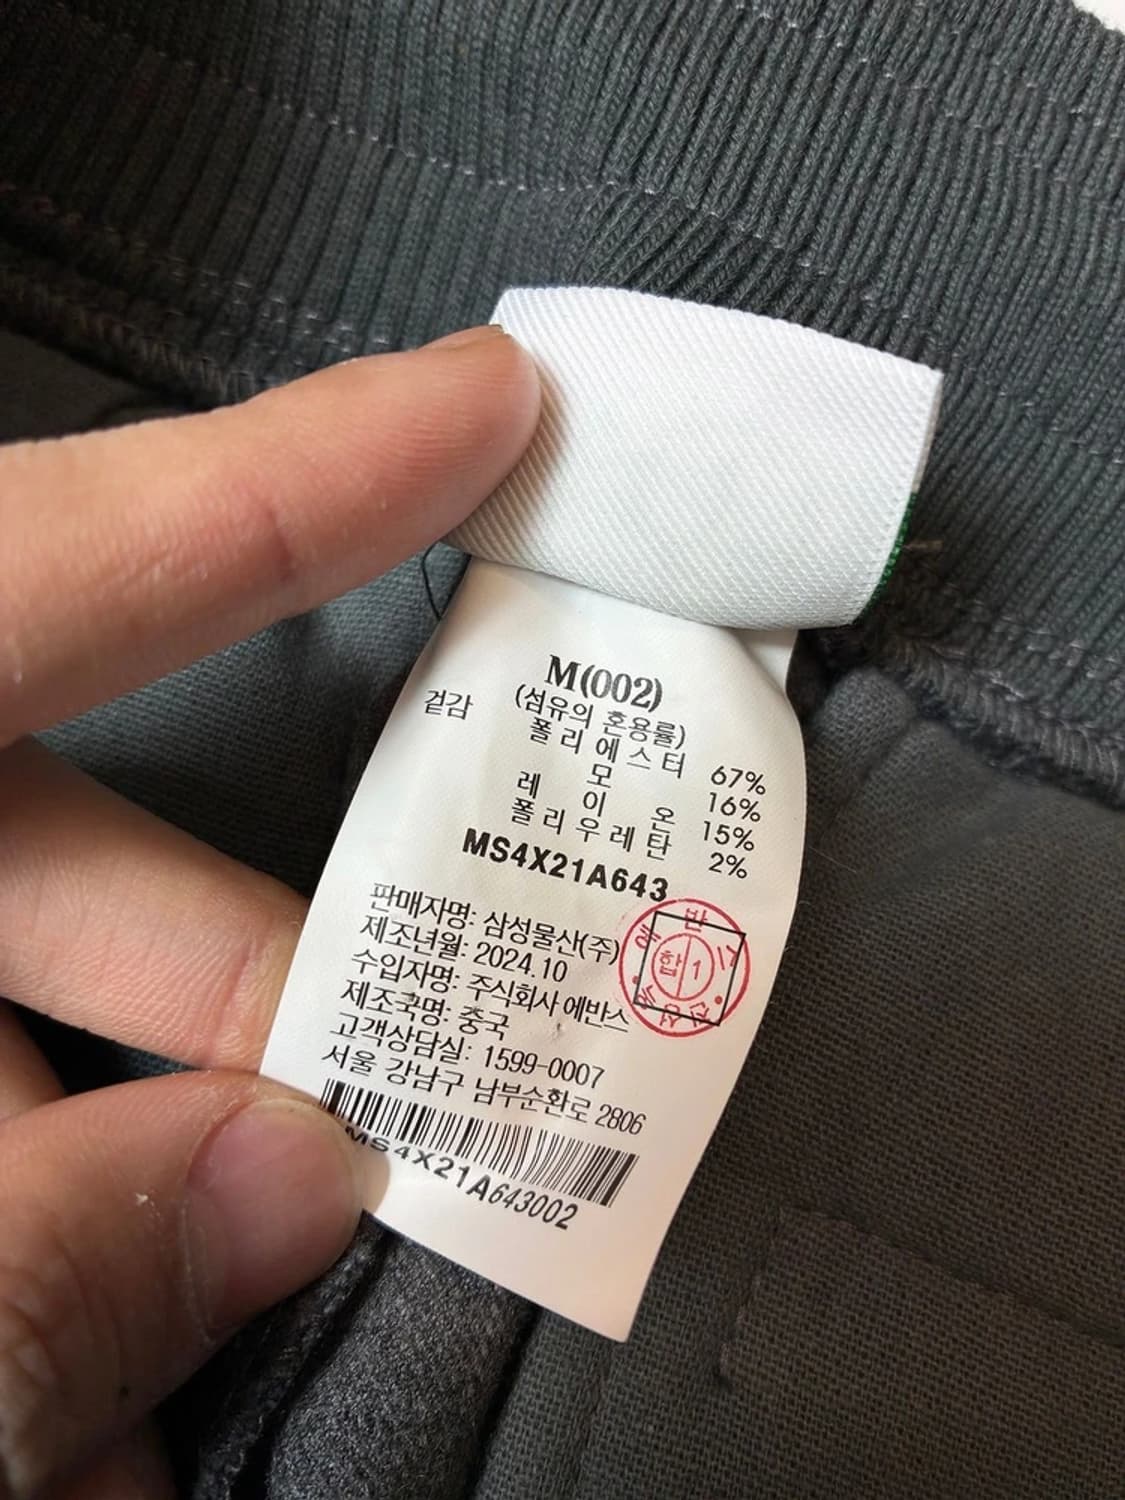 M(002)
겉감 (섬유의 혼용률)
폴리에스터 67%
모 16%
레이온 15%
폴리우레탄 2%
MS4X21A643
판매자명: 삼성물산(주)
제조년월: 2024.10
수입자명: 주식회사 에반스
제조국명: 중국
고객상담실: 1599-0007
서울 강남구 남부순환로 2806
MS4X21A643002
합 1